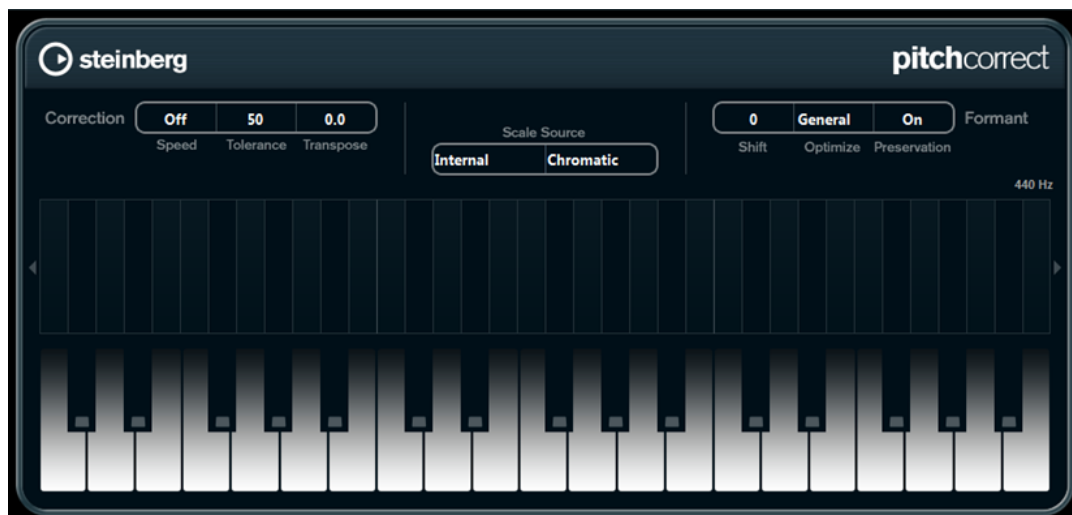 steinberg
pitchcorrect
Correction
Off 50 0.0
Speed Tolerance Transpose
Scale Source
Internal Chromatic
0 General On
Formant
Shift Optimize Preservation
440 Hz